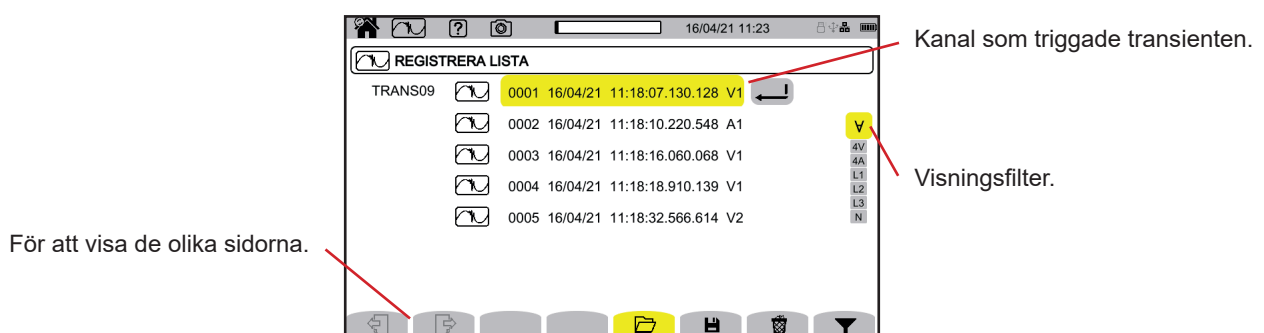 16/04/21 11:23
Kanal som triggade transienten.
REGISTRERA LISTA
TRANS09 0001 16/04/21 11:18:07.130.128 V1
0002 16/04/21 11:18:10.220.548 A1
∀
0003 16/04/21 11:18:16.060.068 V1
4V
4A
0004 16/04/21 11:18:18.910.139 V1
L1
L2
Visningsfilter.
0005 16/04/21 11:18:32.566.614 V2
L3
N
För att visa de olika sidorna.